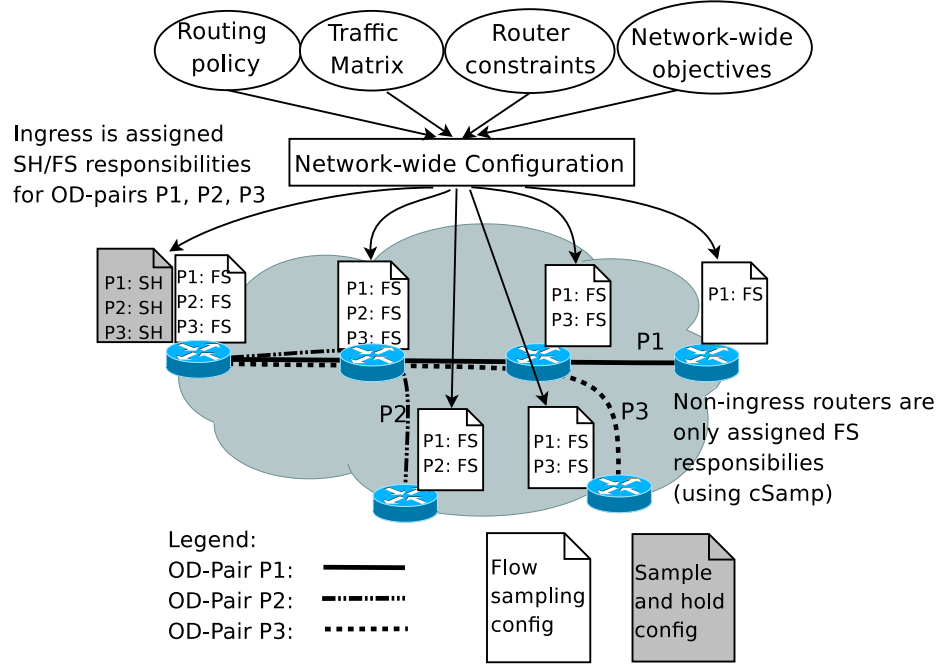 Routing
policy
Traffic
Matrix
Router
constraints
Network-wide
objectives
Ingress is assigned
SH/FS responsibilities
for OD-pairs P1, P2, P3
Network-wide Configuration
P1: SH
P2: SH
P3: SH
P1: FS
P2: FS
P3: FS
P1: FS
P2: FS
P3: FS
P1: FS
P3: FS
P1: FS
P1
P2
P3
P1: FS
P2: FS
P1: FS
P3: FS
Non-ingress routers are
only assigned FS
responsibilies
(using cSamp)
Legend:
OD-Pair P1:
OD-Pair P2:
OD-Pair P3:
Flow
sampling
config
Sample
and hold
config